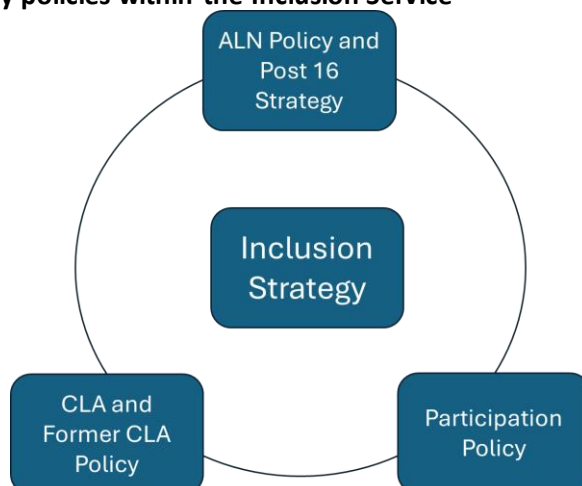 y policies within the Inclusion Service
ALN Policy and
Post 16
Strategy
Inclusion
Strategy
CLA and
Former CLA
Policy
Participation
Policy